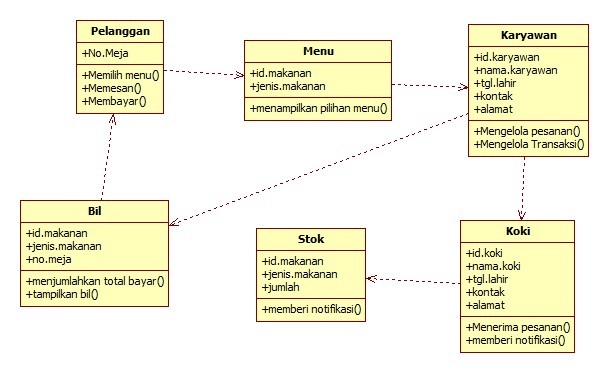 Pelanggan
+No.Meja
+Memilih menu()
+Memesan()
+Membayar()
Menu
+id.makanan
+jenis.makanan
+menampilkan pilihan menu()
Karyawan
+id.karyawan
+nama.karyawan
+tgl.lahir
+kontak
+alamat
+Mengelola pesanan()
+Mengelola Transaksi()
Bil
+id.makanan
+jenis.makanan
+no.meja
+menjumlahkan total bayar()
+tampilkan bil()
Stok
+id.makanan
+jenis.makanan
+jumlah
+memberi notifikasi()
Koki
+id.koki
+nama.koki
+tgl.lahir
+kontak
+alamat
+Menerima pesanan()
+memberi notifikasi()